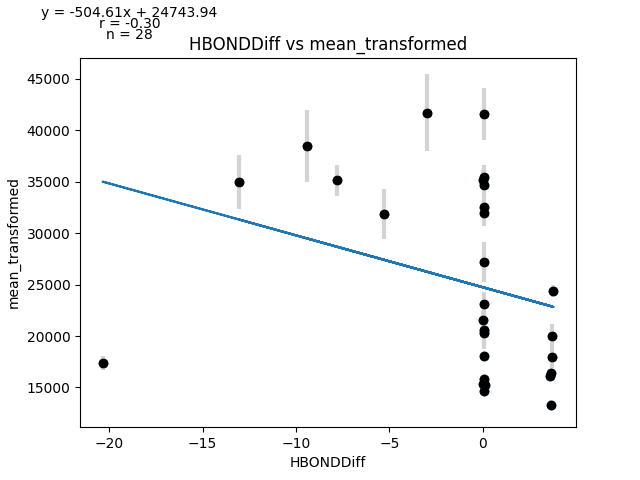 y = -504.61x + 24743.94
r = -0.30
n = 28
HBONDDiff vs mean_transformed
45000
40000
35000
30000
25000
20000
15000
mean_transformed
−20
−15
−10
−5
0
HBONDDiff